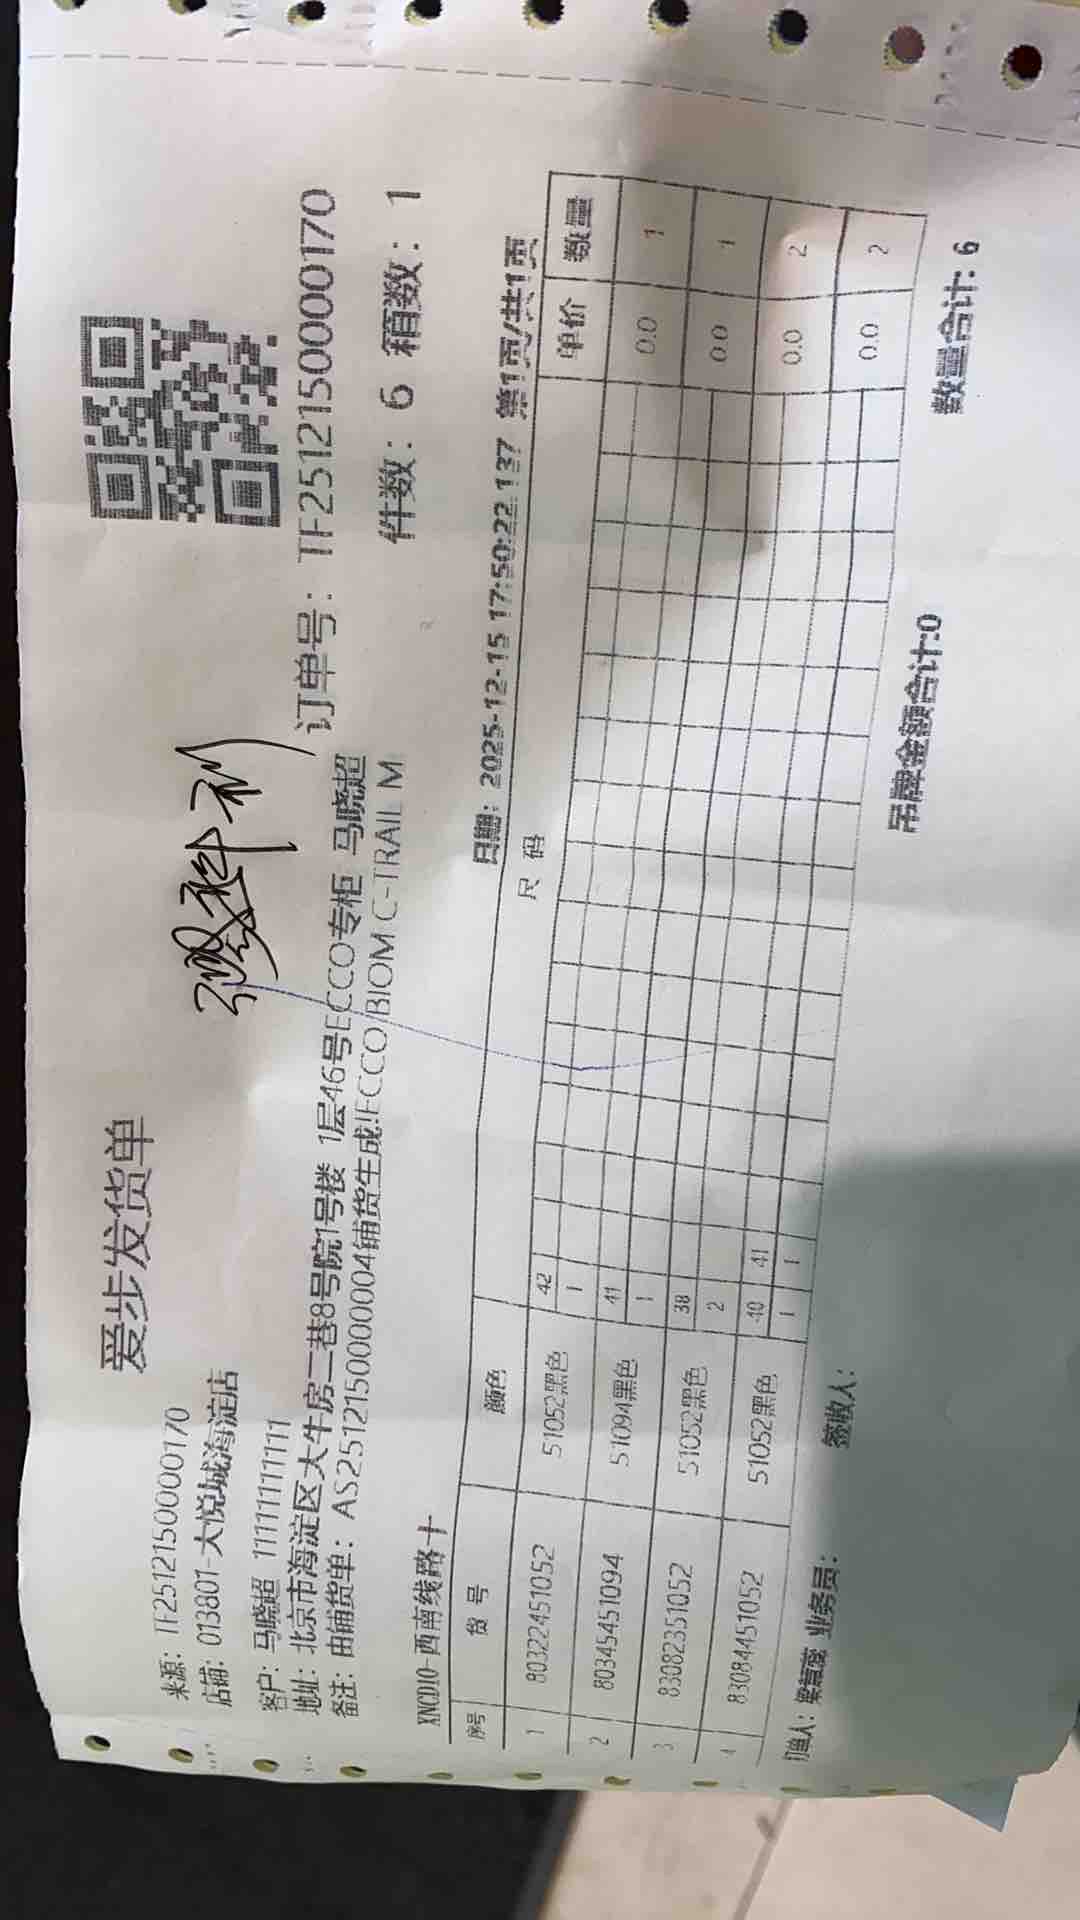 爱步发货单
来源: TF251215000170
店铺: 013801-大悦城海淀店
客户: 马晓超 11111111111
订单号: TF251215000170
地址: 北京市海淀区大牛房二巷8号院1号楼 1层46号ECCO专柜 马晓超
备注: 由铺货单: AS251215000004铺货生成!ECCO BIOM C-TRAIL M
件数: 6 箱数: 1
XNCD10-西南线路十
日期: 2025-12-15 17:50:22.137 第1页/共1页
序号 货号 颜色 尺码 单价 数量
1 80322451052 51052黑色 42 0.0 1
1
2 80345451094 51094黑色 41 0.0 1
1
3 83082351052 51052黑色 38 0.0 2
2
4 83084451052 51052黑色 40 41 0.0 2
1 1
业务员: 签收人: 吊牌金额合计:0 数量合计: 6